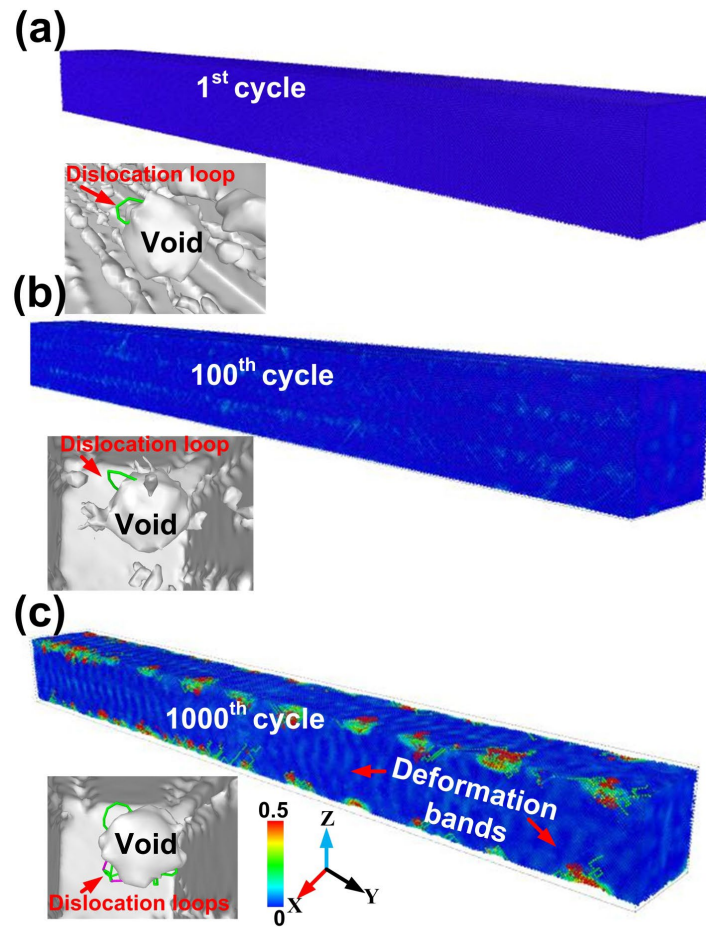 (a)
1st cycle
Dislocation loop
Void
(b)
100th cycle
Dislocation loop
Void
(c)
1000th cycle
Deformation
bands
Void
Dislocation loops
0.5
0
Z
X
Y